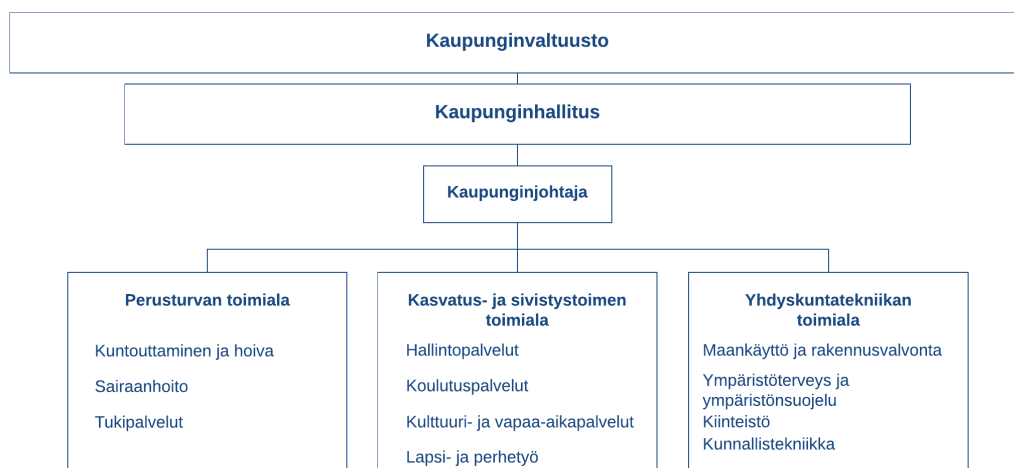 Kaupunginvaltuusto
Kaupunginhallitus
Kaupunginjohtaja
Perusturvan toimiala
Kuntouttaminen ja hoiva
Sairaanhoito
Tukipalvelut
Kasvatus- ja sivistystoimen
toimiala
Hallintopalvelut
Koulutuspalvelut
Kulttuuri- ja vapaa-aikapalvelut
Lapsi- ja perhetyö
Yhdyskuntatekniikan
toimiala
Maankäyttö ja rakennusvalvonta
Ympäristöterveys ja
ympäristönsuojelu
Kiinteistö
Kunnallistekniikka